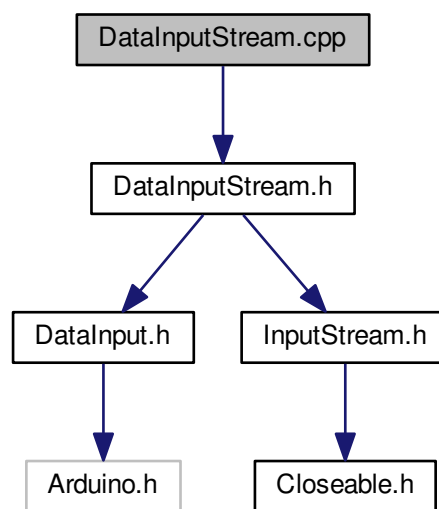 DataInputStream.cpp
DataInputStream.h
DataInput.h
InputStream.h
Arduino.h
Closeable.h